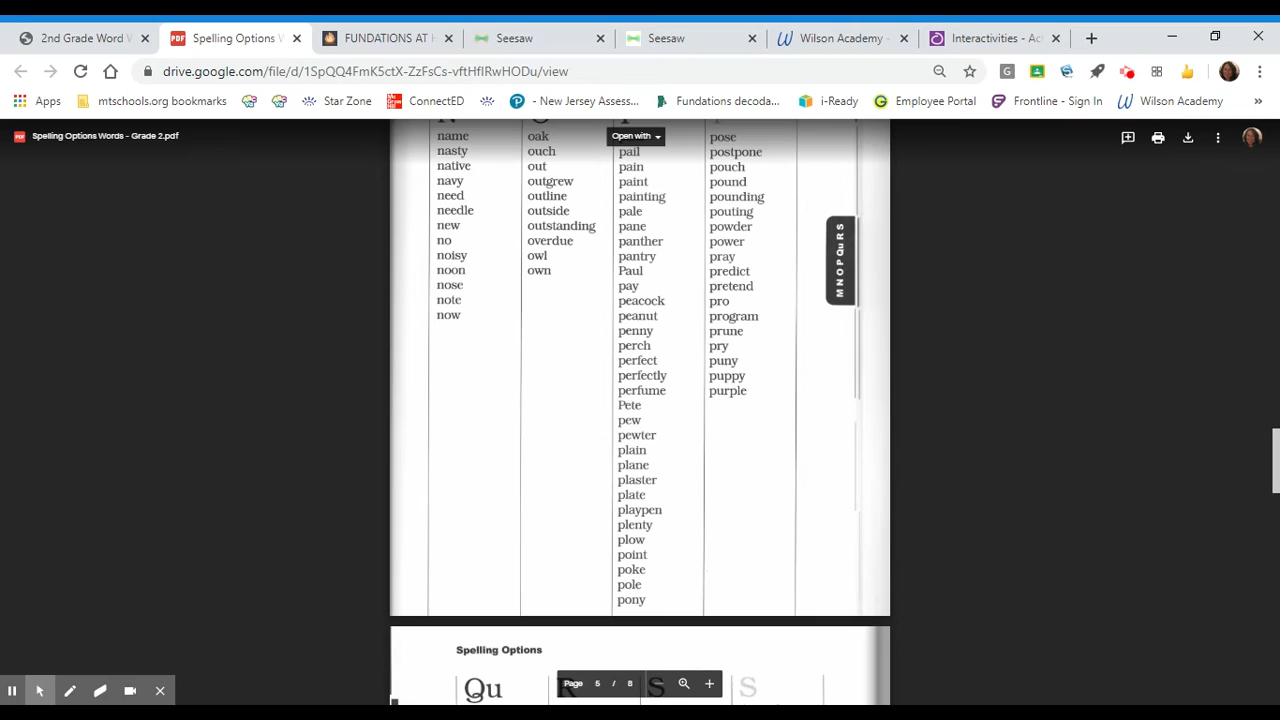 2nd Grade Word W
Spelling Options W
FUNDATIONS AT H
Seesaw
Seesaw
Wilson Academy -
Interactivities - Act
drive.google.com/file/d/1SpOO4FmK5ctX-ZzFsCs-vftHfIRwHODu/view
Apps
mtschools.org bookmarks
Star Zone
ConnectED
- New Jersey Assess...
Fundations decoda...
i-Ready
Employee Portal
Frontline - Sign In
Wilson Academy
PDF Spelling Options Words - Grade 2.pdf
Open with
name
nasty
native
navy
need
needle
new
no
noisy
noon
nose
note
now
oak
ouch
out
outgrew
outline
outside
outstanding
overdue
owl
own
pail
pain
paint
painting
pale
pane
panther
pantry
Paul
pay
peacock
peanut
penny
perch
perfect
perfectly
perfume
Pete
pew
pewter
plain
plane
plaster
plate
playpen
plenty
plow
point
poke
pole
pony
pose
postpone
pouch
pound
pounding
pouting
powder
power
pray
predict
pretend
pro
program
prune
pry
puny
puppy
purple
M N O P Qu R S
Spelling Options
Qu R S S
Page 5 / 8